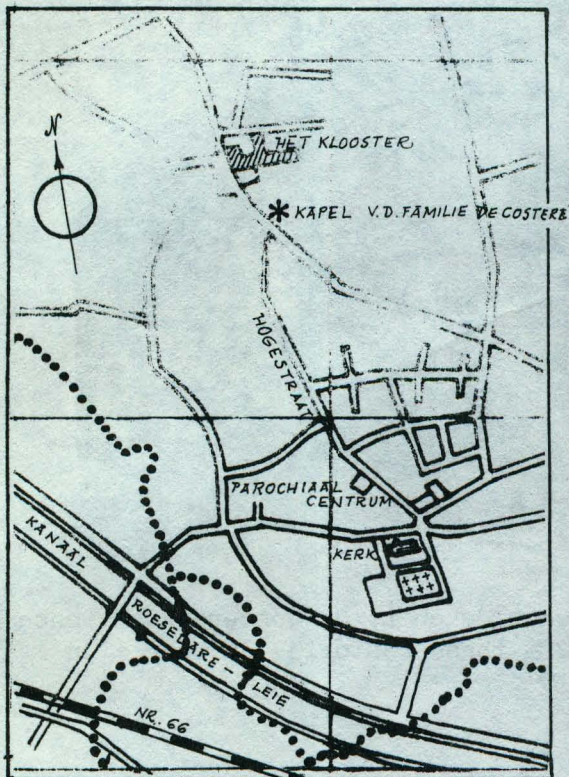 N
HET KLOOSTER
KAPEL V.D. FAMILIE DE COSTERE
HOGESTRAAT
PAROCHIAAL
CENTRUM
KERK
KANAAL
ROESELARE - LEIE
NR. 66